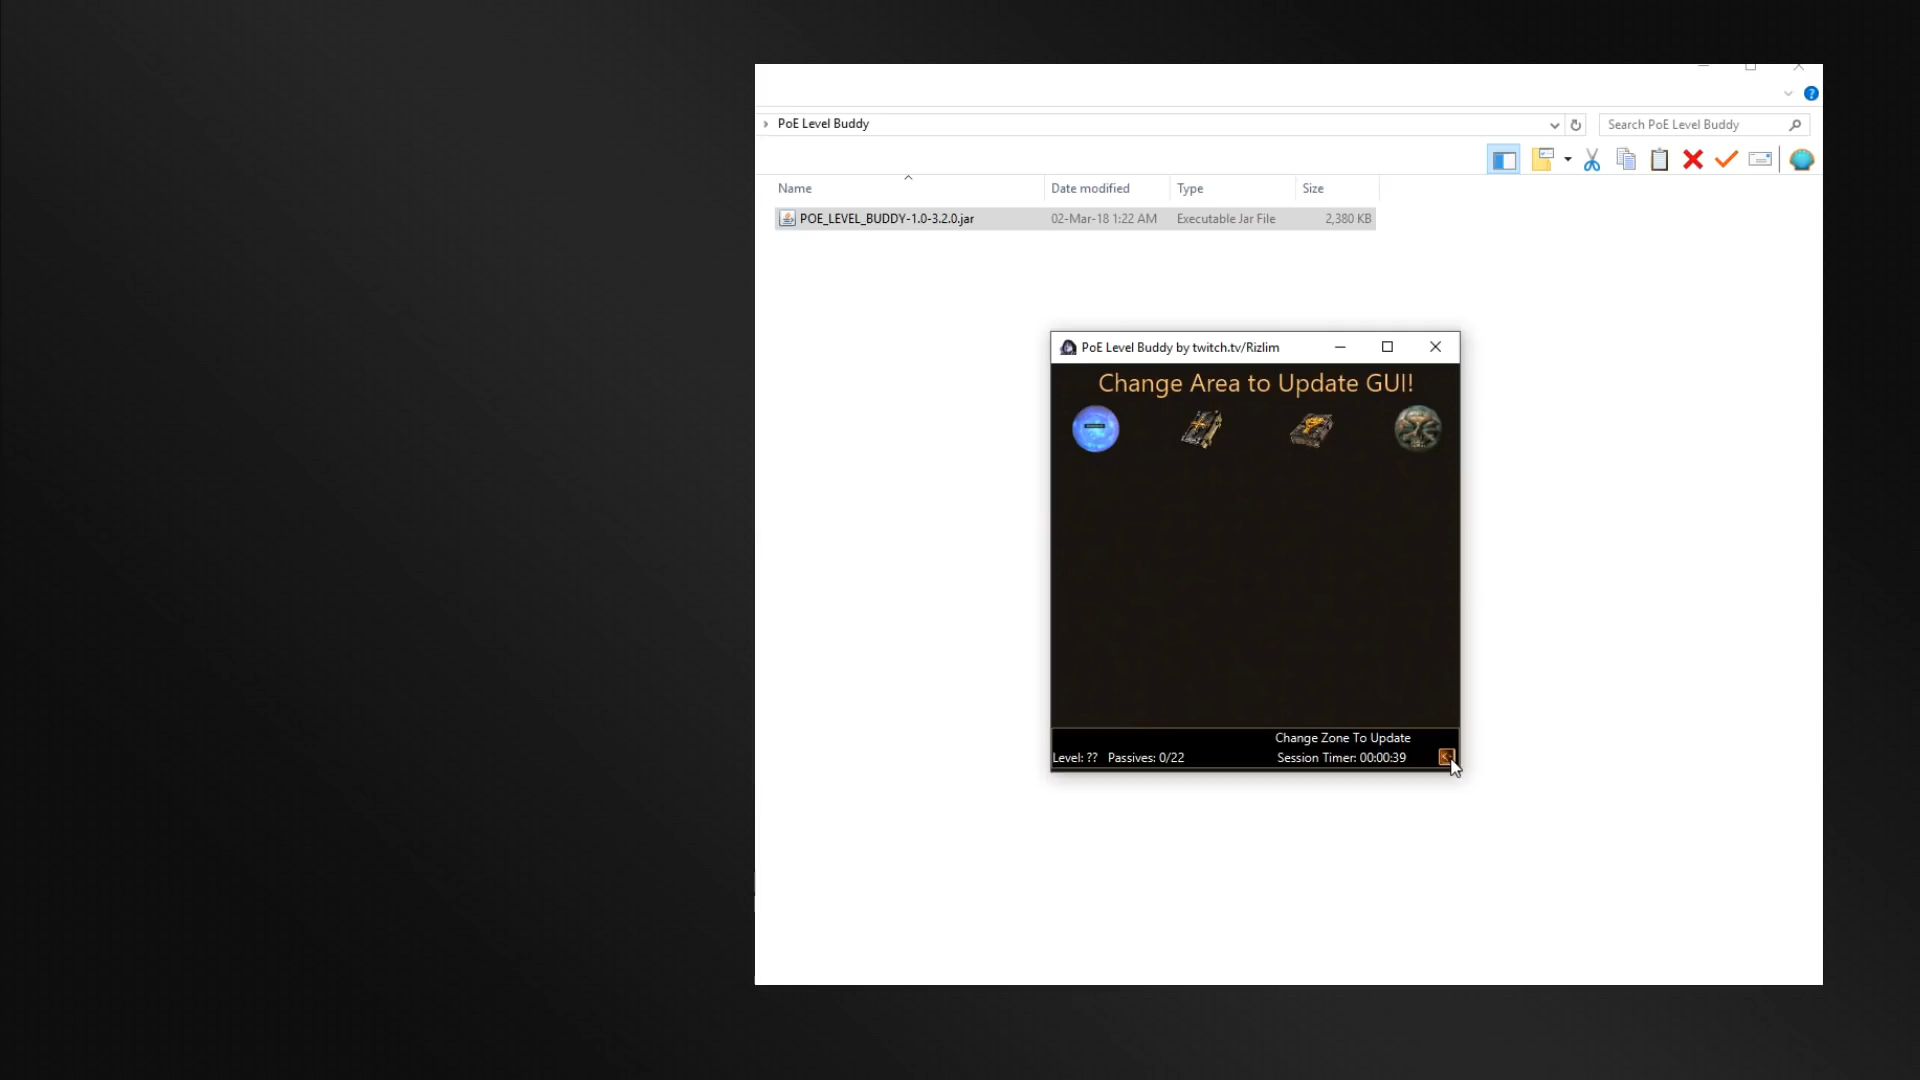 PoE Level Buddy
Search PoE Level Buddy
Name
Date modified
Type
Size
POE_LEVEL_BUDDY-1.0-3.2.0.jar
02-Mar-18 1:22 AM
Executable Jar File
2,380 KB
PoE Level Buddy by twitch.tv/Rizlim
Change Area to Update GUI!
Change Zone To Update
Level: ?? Passives: 0/22
Session Timer: 00:00:39